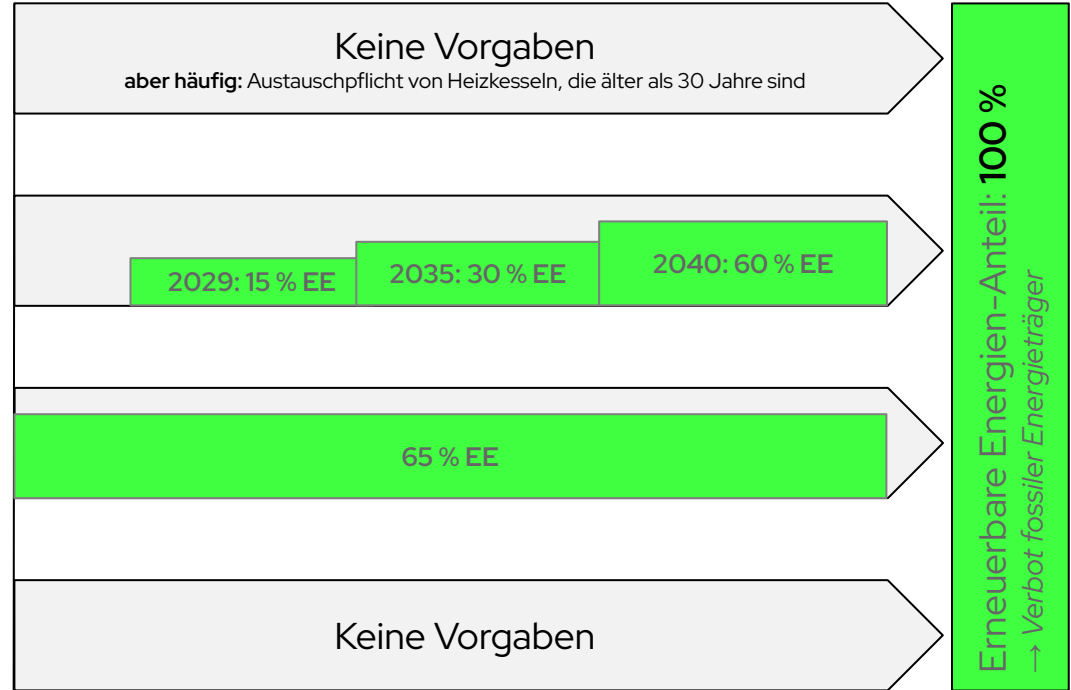 Keine Vorgaben
aber häufig: Austauschpflicht von Heizkesseln, die älter als 30 Jahre sind
2029: 15 % EE
2035: 30 % EE
2040: 60 % EE
65 % EE
Keine Vorgaben
Erneuerbare Energien-Anteil: 100 %
→ Verbot fossiler Energieträger